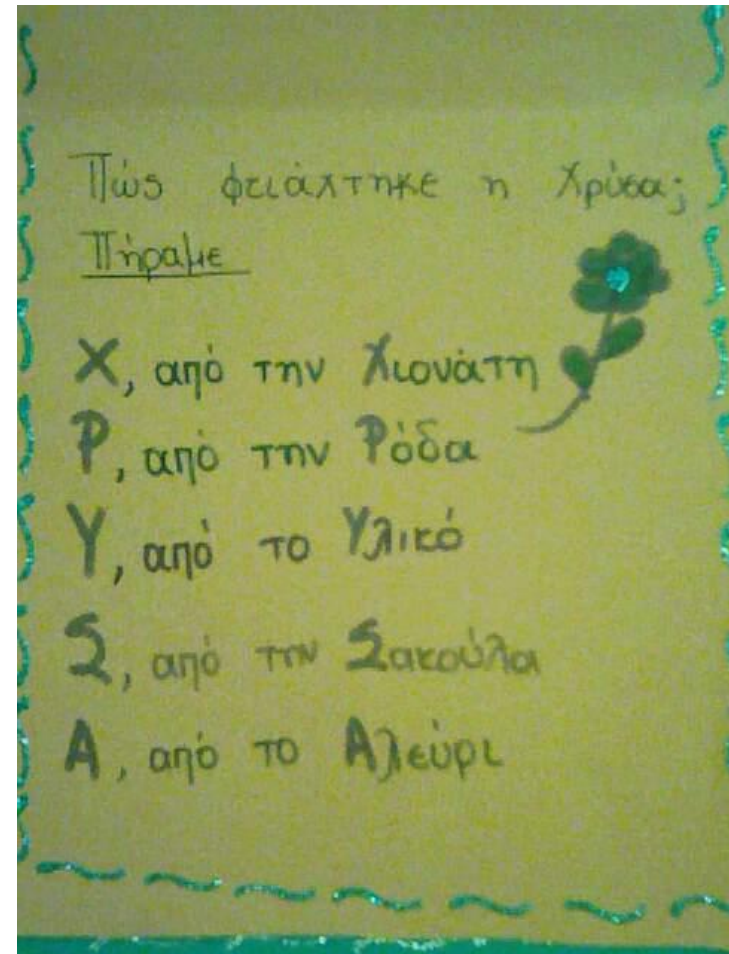 Πώς φτιάχτηκε η Χρύσα;
Πήραμε
Χ, από την Χιονάτη
Ρ, από την Ρόδα
Υ, από το Υλικό
Σ, από την Σακούλα
Α, από το Αλεύρι